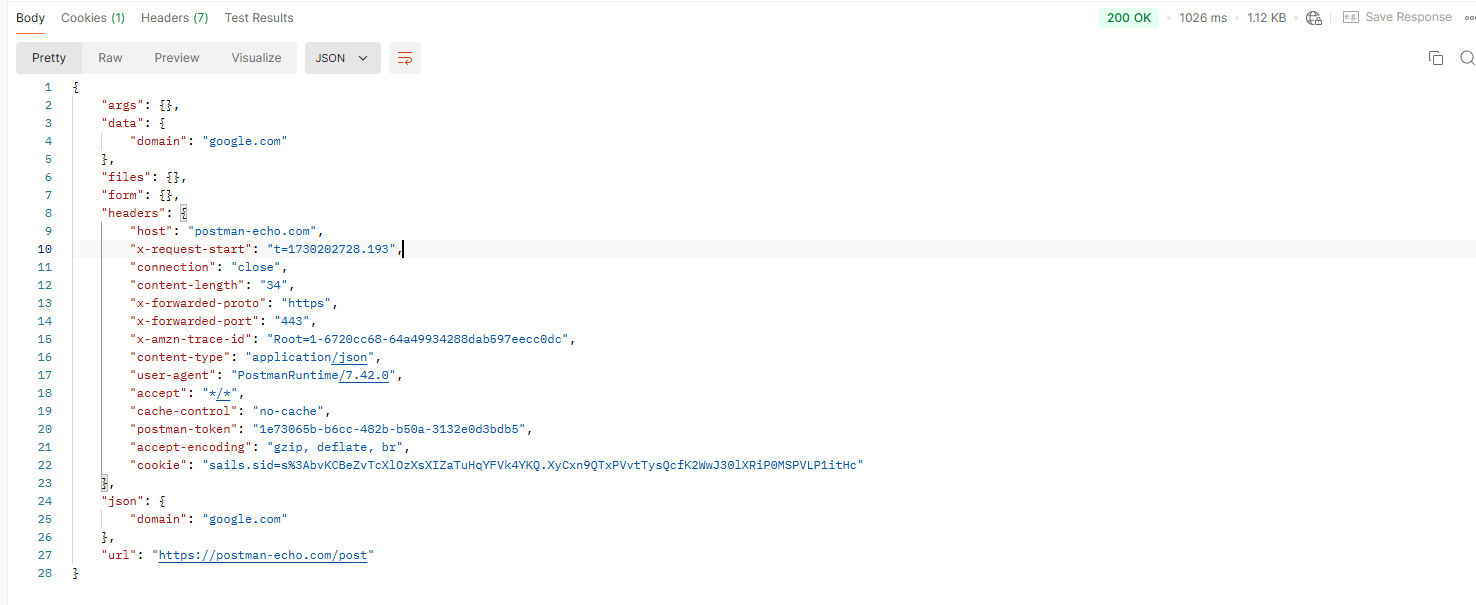 Body Cookies (1) Headers (7) Test Results 200 OK • 1026 ms • 1.12 KB • e.g. Save Response
Pretty Raw Preview Visualize JSON
1 {
2 "args": {},
3 "data": {
4 "domain": "google.com"
5 },
6 "files": {},
7 "form": {},
8 "headers": {
9 "host": "postman-echo.com",
10 "x-request-start": "t=1730202728.193",
11 "connection": "close",
12 "content-length": "34",
13 "x-forwarded-proto": "https",
14 "x-forwarded-port": "443",
15 "x-amzn-trace-id": "Root=1-6720cc68-64a49934288dab597eecc0dc",
16 "content-type": "application/json",
17 "user-agent": "PostmanRuntime/7.42.0",
18 "accept": "*/*",
19 "cache-control": "no-cache",
20 "postman-token": "1e73065b-b6cc-482b-b50a-3132e0d3bdb5",
21 "accept-encoding": "gzip, deflate, br",
22 "cookie": "sails.sid=s%3AbvKCBeZvTcXlOzXsXIZaTuHqYFVk4YKQ.XyCxn9QTxPVvtTysQcfK2WwJ30lXRiP0MSPVLP1itHc"
23 },
24 "json": {
25 "domain": "google.com"
26 },
27 "url": "https://postman-echo.com/post"
28 }